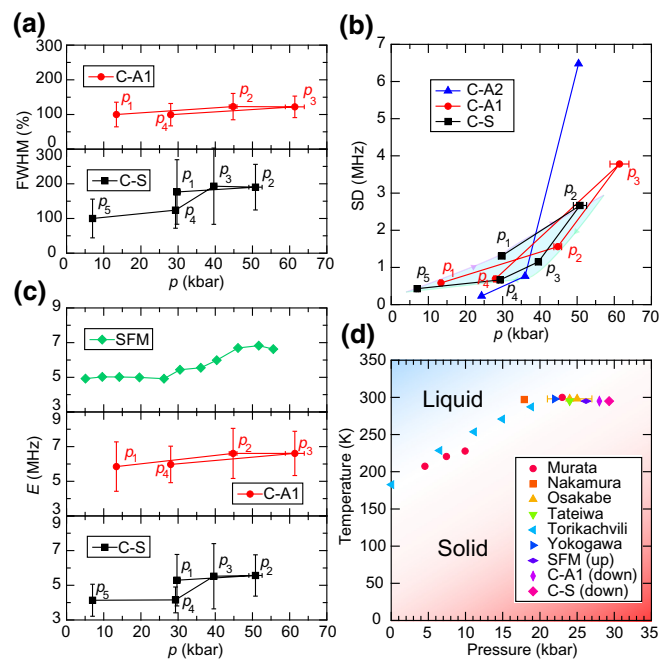 (a)
300
200
100
0
C-A1
p1
p4
p2
p3
FWHM (%)
300
200
100
0
C-S
p5
p1
p4
p3
p2
0 10 20 30 40 50 60 70
p (kbar)
(b)
7
6
5
4
3
2
1
0
SD (MHz)
C-A2
C-A1
C-S
p1
p2
p3
p4
p5
p1
p4
p3
p2
0 10 20 30 40 50 60 70
p (kbar)
(c)
9
7
5
3
SFM
E (MHz)
9
7
5
3
p1
p4
p2
p3
C-A1
9
7
5
3
1
C-S
p5
p1
p4
p3
p2
0 10 20 30 40 50 60 70
p (kbar)
(d)
350
300
250
200
150
100
50
0
Temperature (K)
Liquid
Solid
Murata
Nakamura
Osakabe
Tateiwa
Torikachvili
Yokogawa
SFM (up)
C-A1 (down)
C-S (down)
0 5 10 15 20 25 30 35
Pressure (kbar)